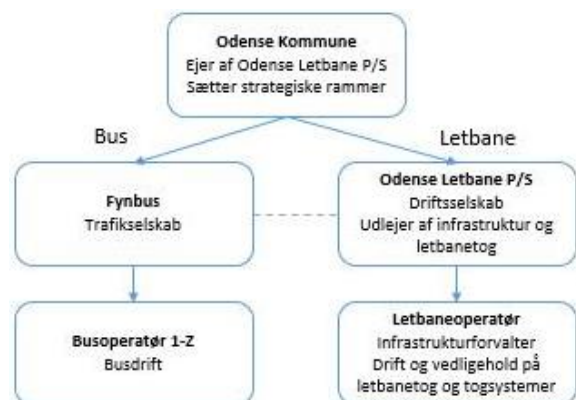 Odense Kommune
Ejer af Odense Letbane P/S
Sætter strategiske rammer
Bus
Letbane
Fynbus
Trafikselskab
Odense Letbane P/S
Driftsselskab
Udlejer af infrastruktur og
letbanetog
Busoperatør 1-Z
Busdrift
Letbaneoperatør
Infrastrukturforvalter
Drift og vedligehold på
letbanetog og togsystemer